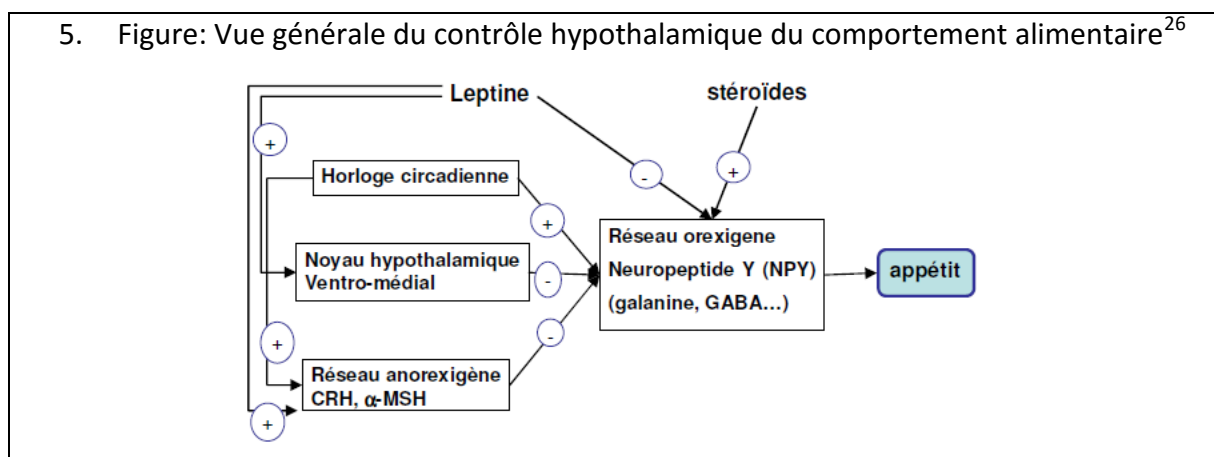 5. Figure: Vue générale du contrôle hypothalamique du comportement alimentaire26
Leptine
stéroïdes
+
Horloge circadienne
-
+
+
Réseau orexigene
Neuropeptide Y (NPY)
(galanine, GABA...)
appétit
Noyau hypothalamique
Ventro-médial
-
-
+
Réseau anorexigène
CRH, α-MSH
+